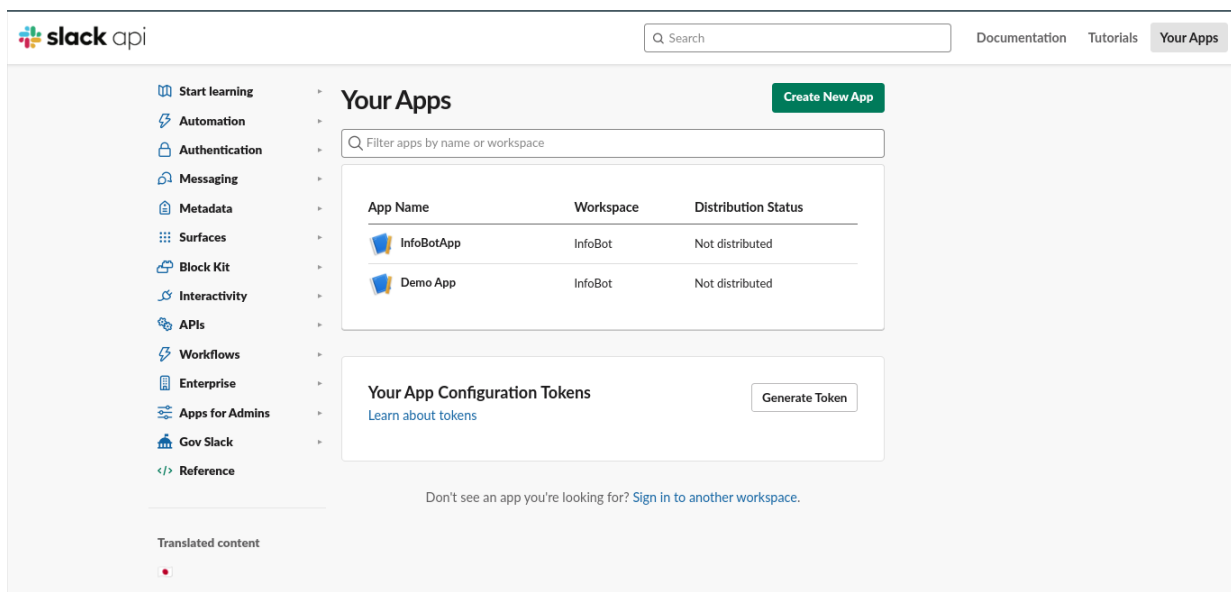 slack api
Search
Documentation
Tutorials
Your Apps
Start learning
Automation
Authentication
Messaging
Metadata
Surfaces
Block Kit
Interactivity
APIs
Workflows
Enterprise
Apps for Admins
Gov Slack
Reference
Translated content
Your Apps
Create New App
Filter apps by name or workspace
App Name Workspace Distribution Status
InfoBotApp InfoBot Not distributed
Demo App InfoBot Not distributed
Your App Configuration Tokens
Learn about tokens
Generate Token
Don't see an app you're looking for? Sign in to another workspace.